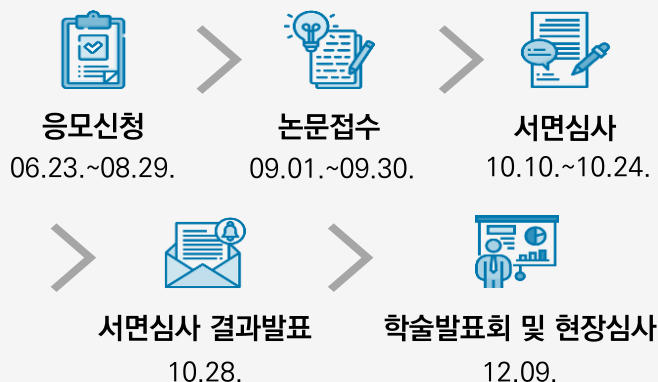 응모신청
06.23.~08.29.
논문접수
09.01.~09.30.
서면심사
10.10.~10.24.
서면심사 결과발표
10.28.
학술발표회 및 현장심사
12.09.